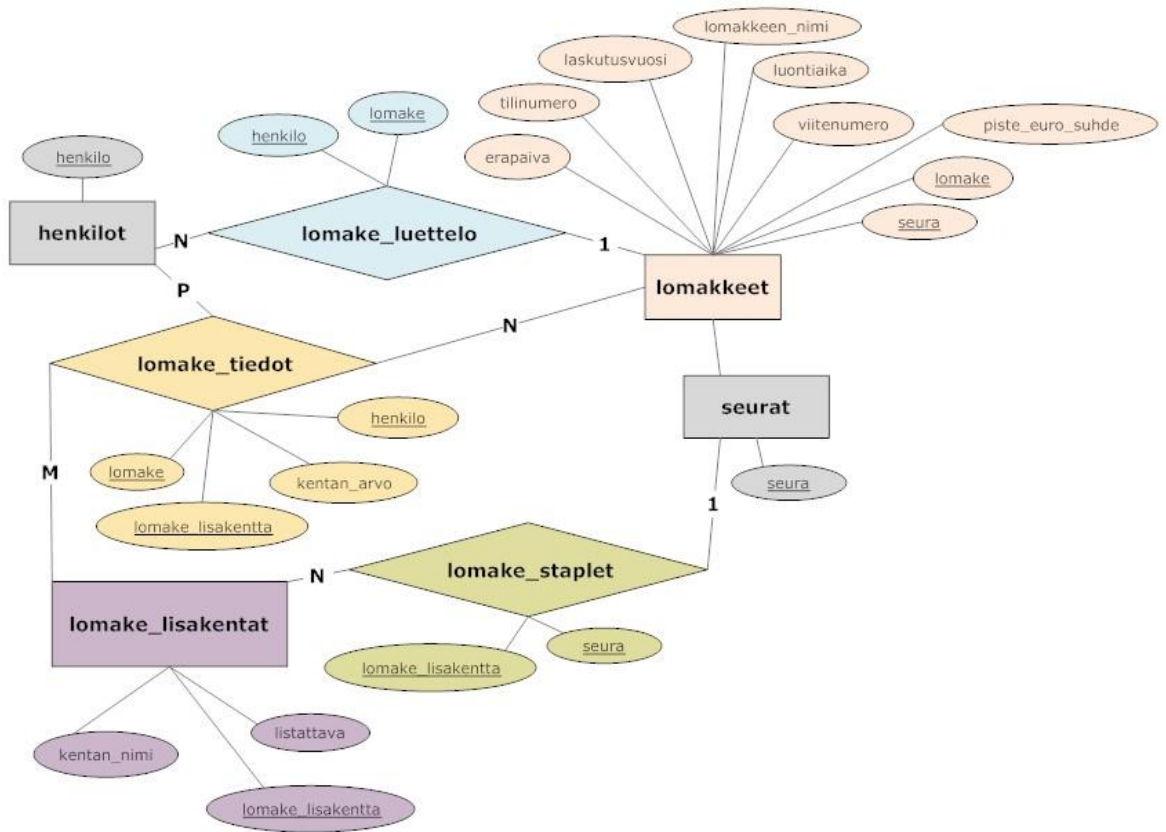 lomakkeen_nimi
laskutusvuosi
luontiaika
tilinumero
lomake
viitenumero
piste_euro_suhde
henkilo
erapaiva
henkilo
lomake
seura
henkilot
N
lomake_luettelo
1
lomakkeet
P
N
lomake_tiedot
seurat
henkilo
M
lomake
kentan_arvo
seura
lomake_lisakentta
1
N
lomake_staplet
lomake_lisakentat
seura
lomake_lisakentta
listattava
kentan_nimi
lomake_lisakentta